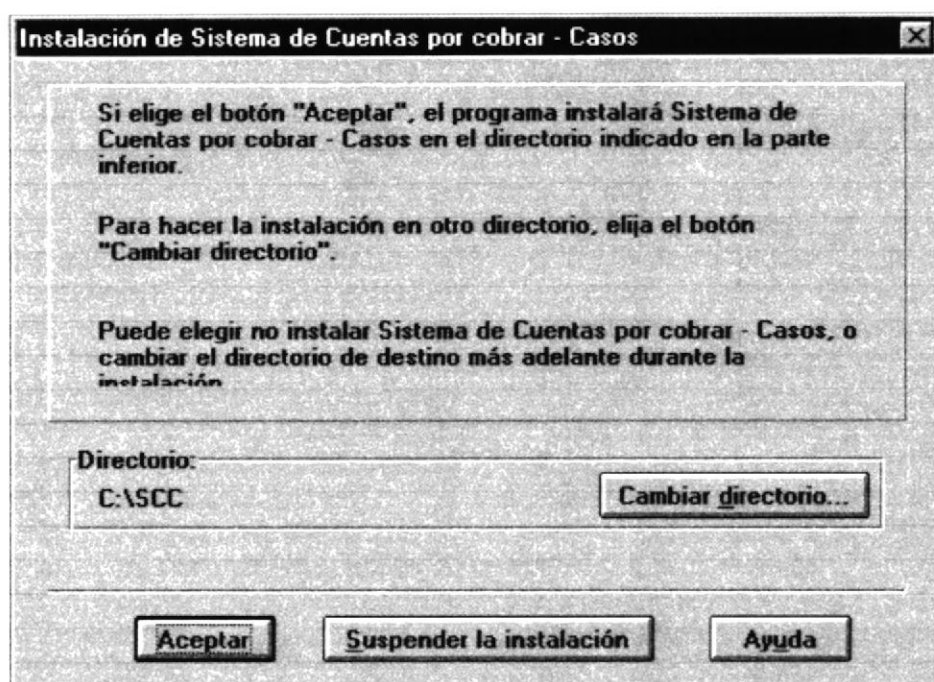 Instalación de Sistema de Cuentas por cobrar - Casos
Si elige el botón "Aceptar", el programa instalará Sistema de
Cuentas por cobrar - Casos en el directorio indicado en la parte
inferior.
Para hacer la instalación en otro directorio, elija el botón
"Cambiar directorio".
Puede elegir no instalar Sistema de Cuentas por cobrar - Casos, o
cambiar el directorio de destino más adelante durante la
instalación
Directorio:
C:\SCC
Cambiar directorio...
Aceptar
Suspender la instalación
Ayuda